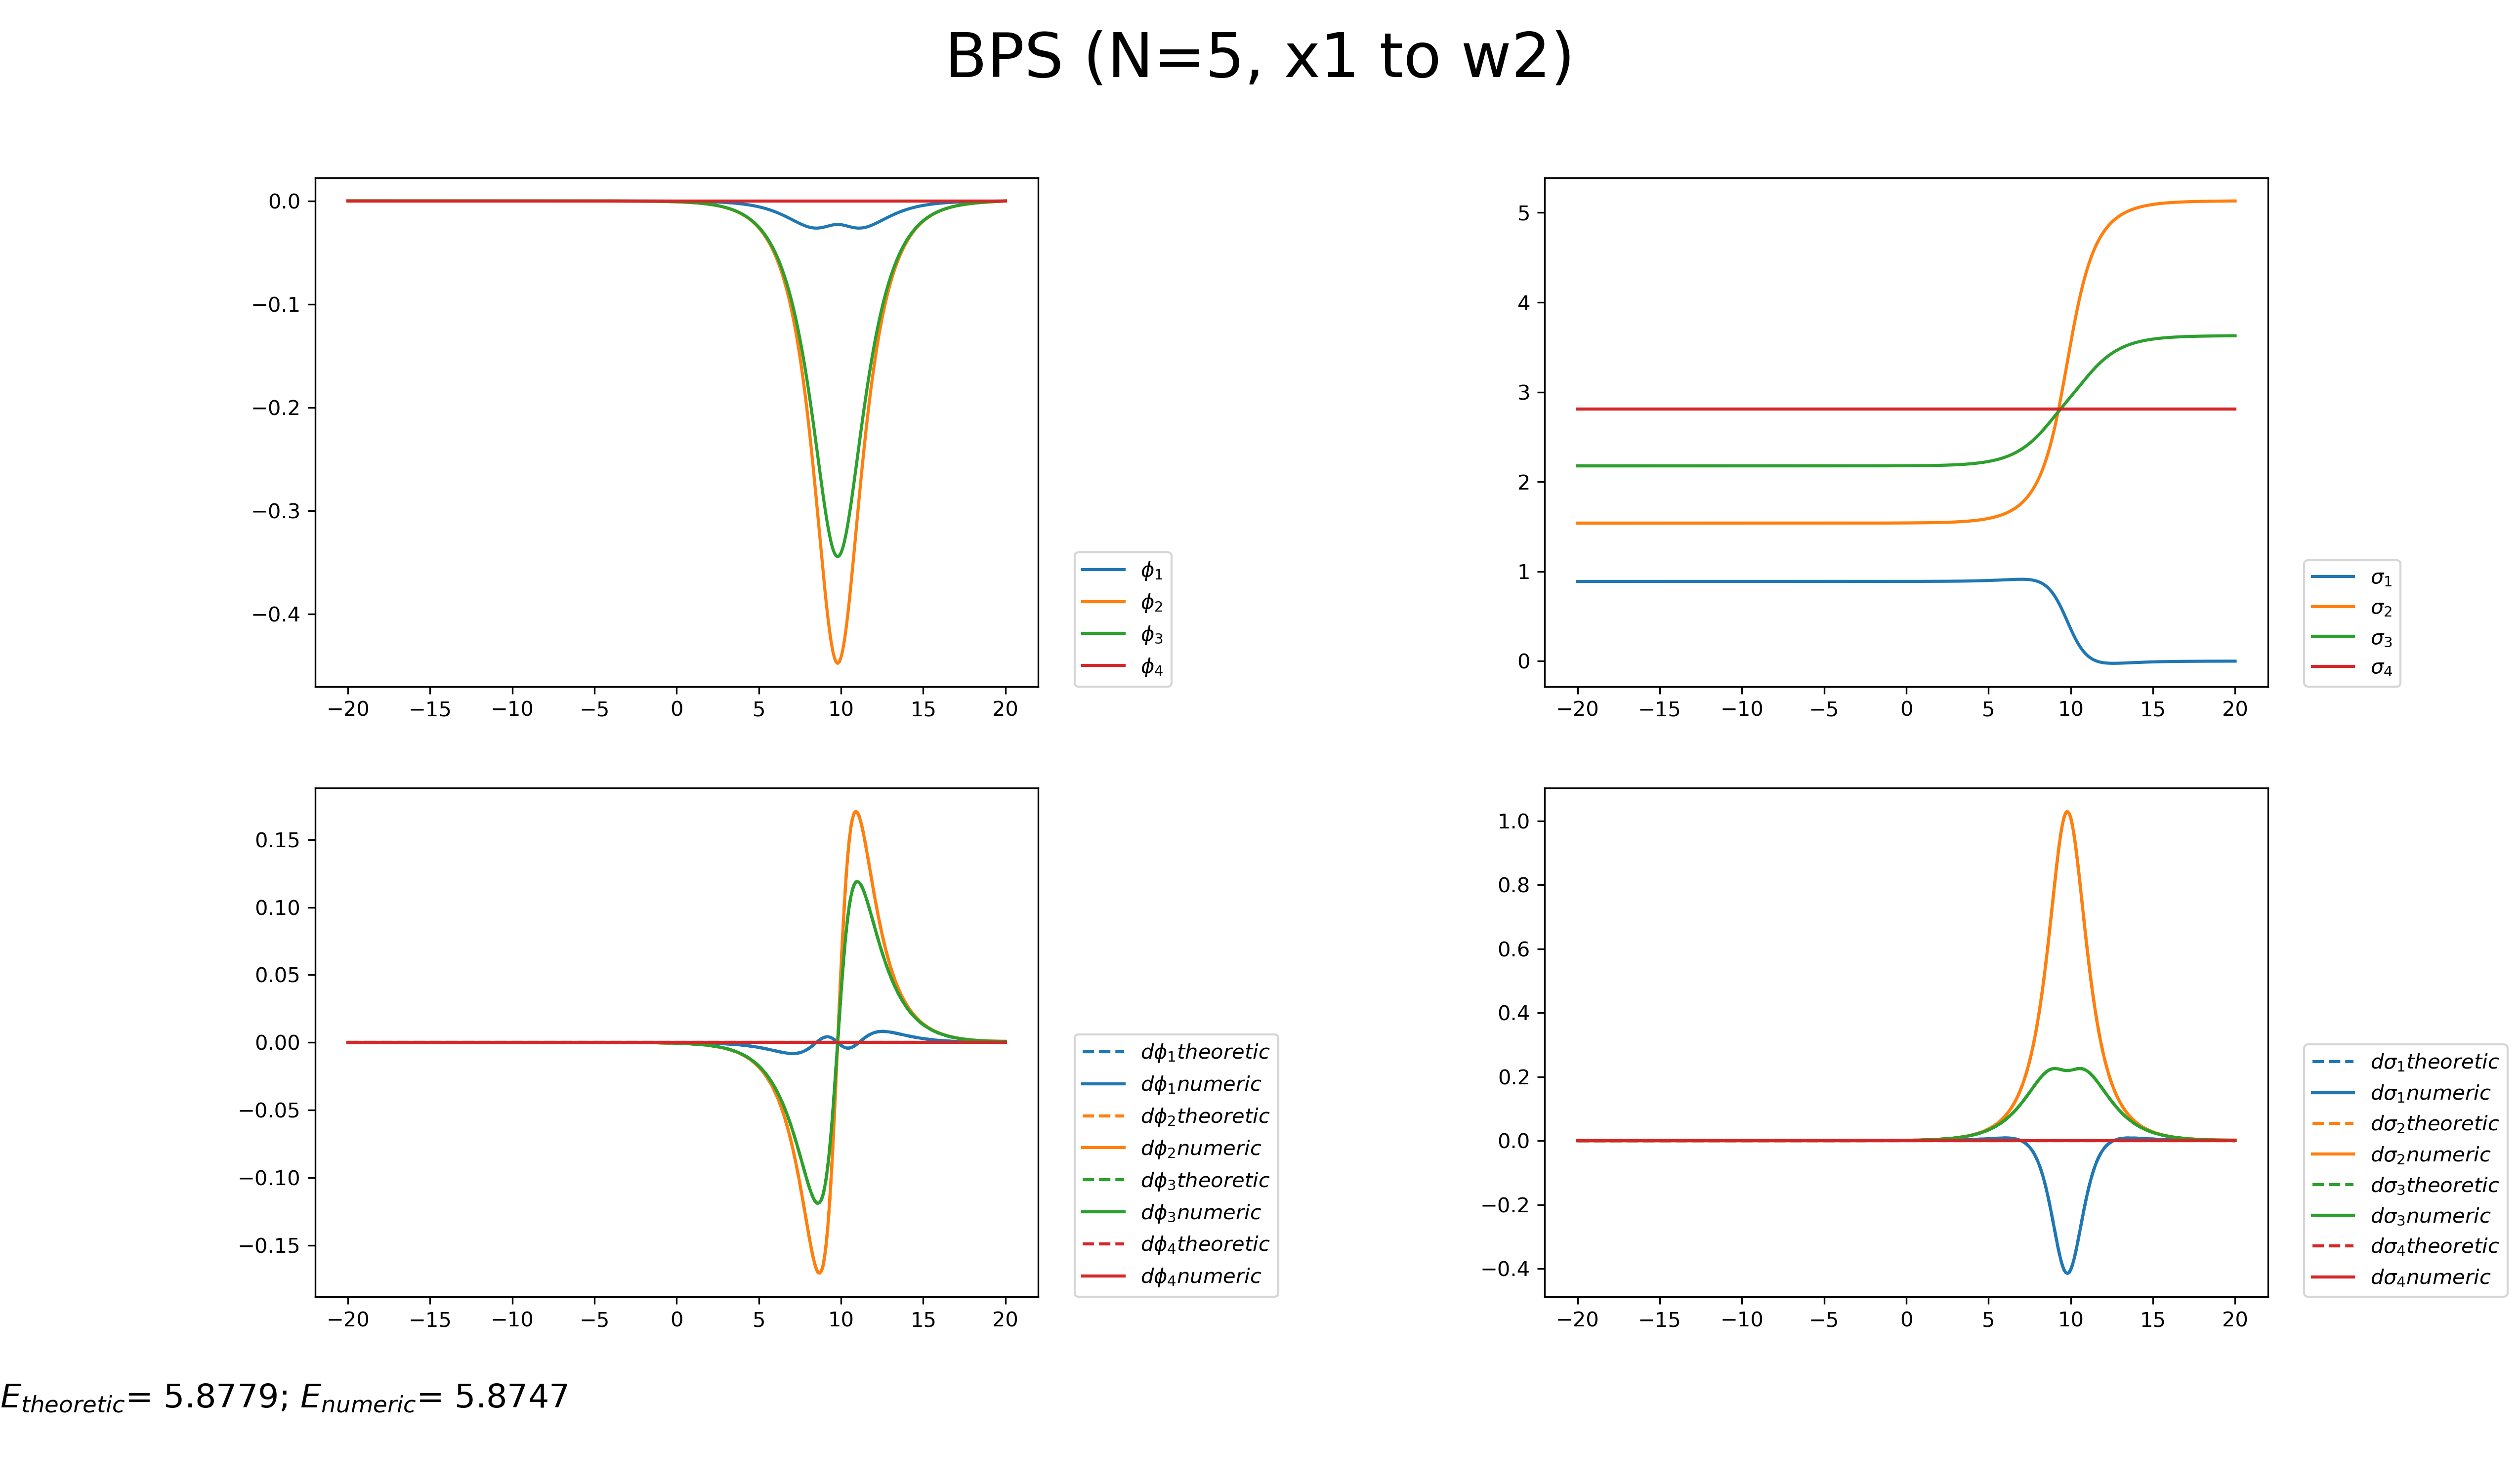 BPS (N=5, x1 to w2)
0.0
−0.1
−0.2
−0.3
−0.4
−20 −15 −10 −5 0 5 10 15 20
ϕ₁
ϕ₂
ϕ₃
ϕ₄
5
4
3
2
1
0
−20 −15 −10 −5 0 5 10 15 20
σ₁
σ₂
σ₃
σ₄
0.15
0.10
0.05
0.00
−0.05
−0.10
−0.15
−20 −15 −10 −5 0 5 10 15 20
dϕ₁theoretic
dϕ₁numeric
dϕ₂theoretic
dϕ₂numeric
dϕ₃theoretic
dϕ₃numeric
dϕ₄theoretic
dϕ₄numeric
1.0
0.8
0.6
0.4
0.2
0.0
−0.2
−0.4
−20 −15 −10 −5 0 5 10 15 20
dσ₁theoretic
dσ₁numeric
dσ₂theoretic
dσ₂numeric
dσ₃theoretic
dσ₃numeric
dσ₄theoretic
dσ₄numeric
E_theoretic= 5.8779; E_numeric= 5.8747